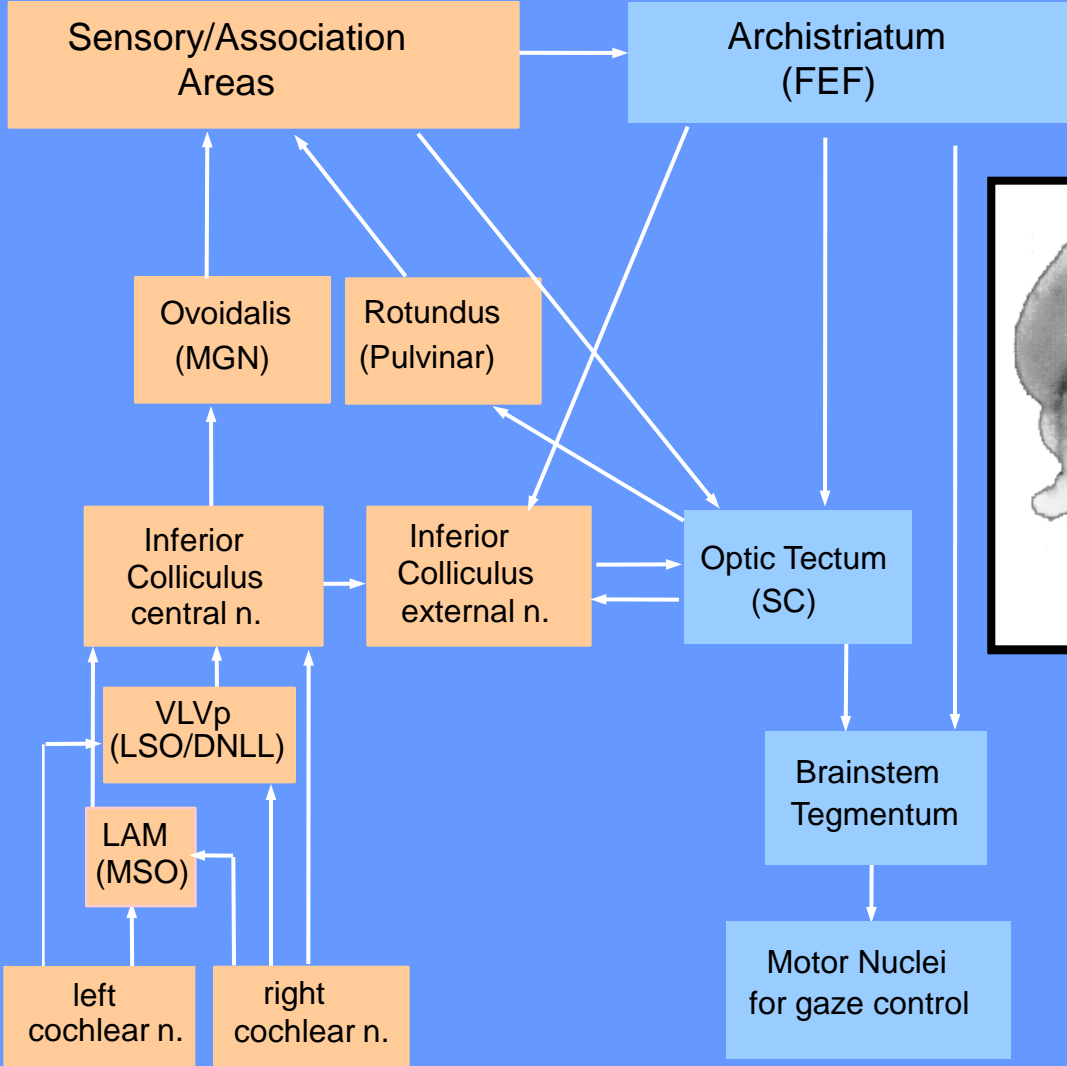 Sensory/Association
Areas
Archistriatum
(FEF)
Ovoidalis
(MGN)
Rotundus
(Pulvinar)
Inferior
Colliculus
central n.
Inferior
Colliculus
external n.
Optic Tectum
(SC)
VLVp
(LSO/DNLL)
Brainstem
Tegmentum
LAM
(MSO)
left
cochlear n.
right
cochlear n.
Motor Nuclei
for gaze control